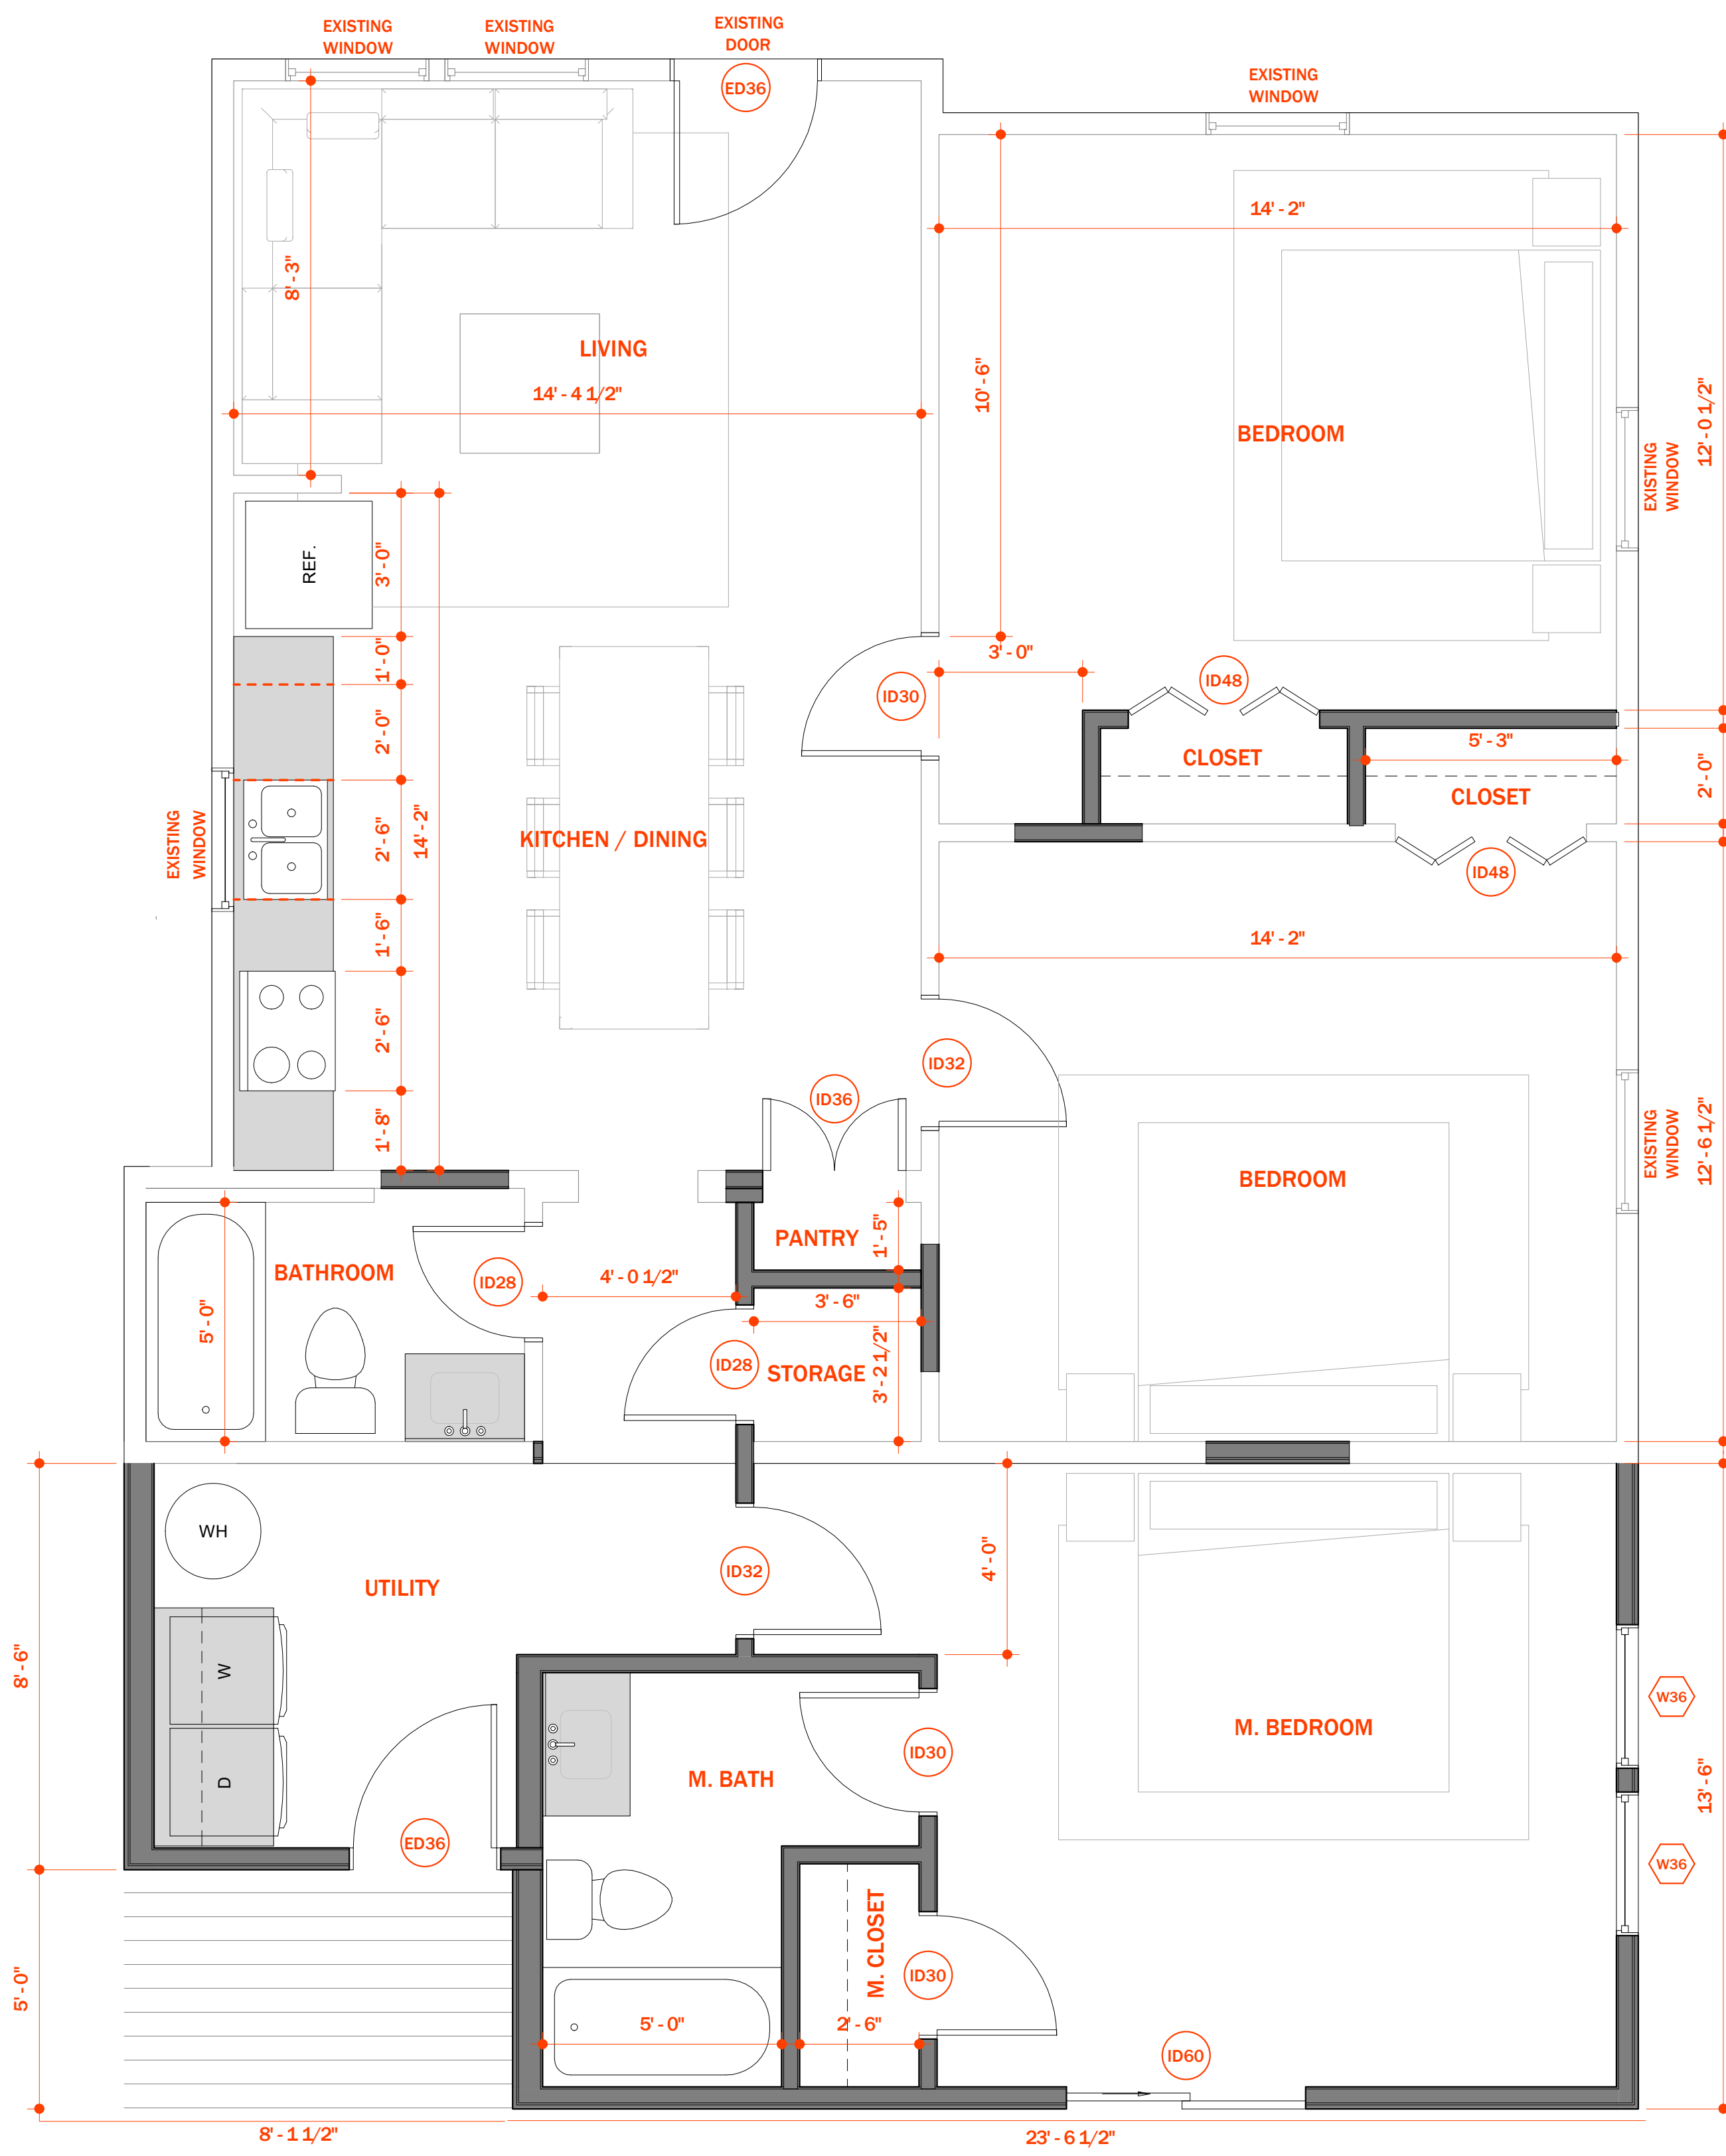 EXISTING
WINDOW
EXISTING
WINDOW
EXISTING
DOOR
ED36
EXISTING
WINDOW
14' - 2"
8' - 3"
LIVING
14' - 4 1/2"
10' - 6"
BEDROOM
12' - 0 1/2"
EXISTING
WINDOW
REF.
3' - 0"
1' - 0"
3' - 0"
ID30
ID48
2' - 0"
CLOSET
5' - 3"
CLOSET
2' - 0"
EXISTING
WINDOW
2' - 6"
14' - 2"
KITCHEN / DINING
ID48
1' - 6"
14' - 2"
2' - 6"
ID32
ID36
1' - 8"
EXISTING
WINDOW
12' - 6 1/2"
BEDROOM
PANTRY
1' - 5"
BATHROOM
ID28
4' - 0 1/2"
3' - 6"
5' - 0"
ID28
STORAGE
3' - 2 1/2"
WH
UTILITY
ID32
4' - 0"
8' - 6"
W
W36
M. BEDROOM
ID30
M. BATH
D
13' - 6"
ED36
W36
M. CLOSET
ID30
5' - 0"
5' - 0"
2' - 6"
ID60
8' - 1 1/2"
23' - 6 1/2"